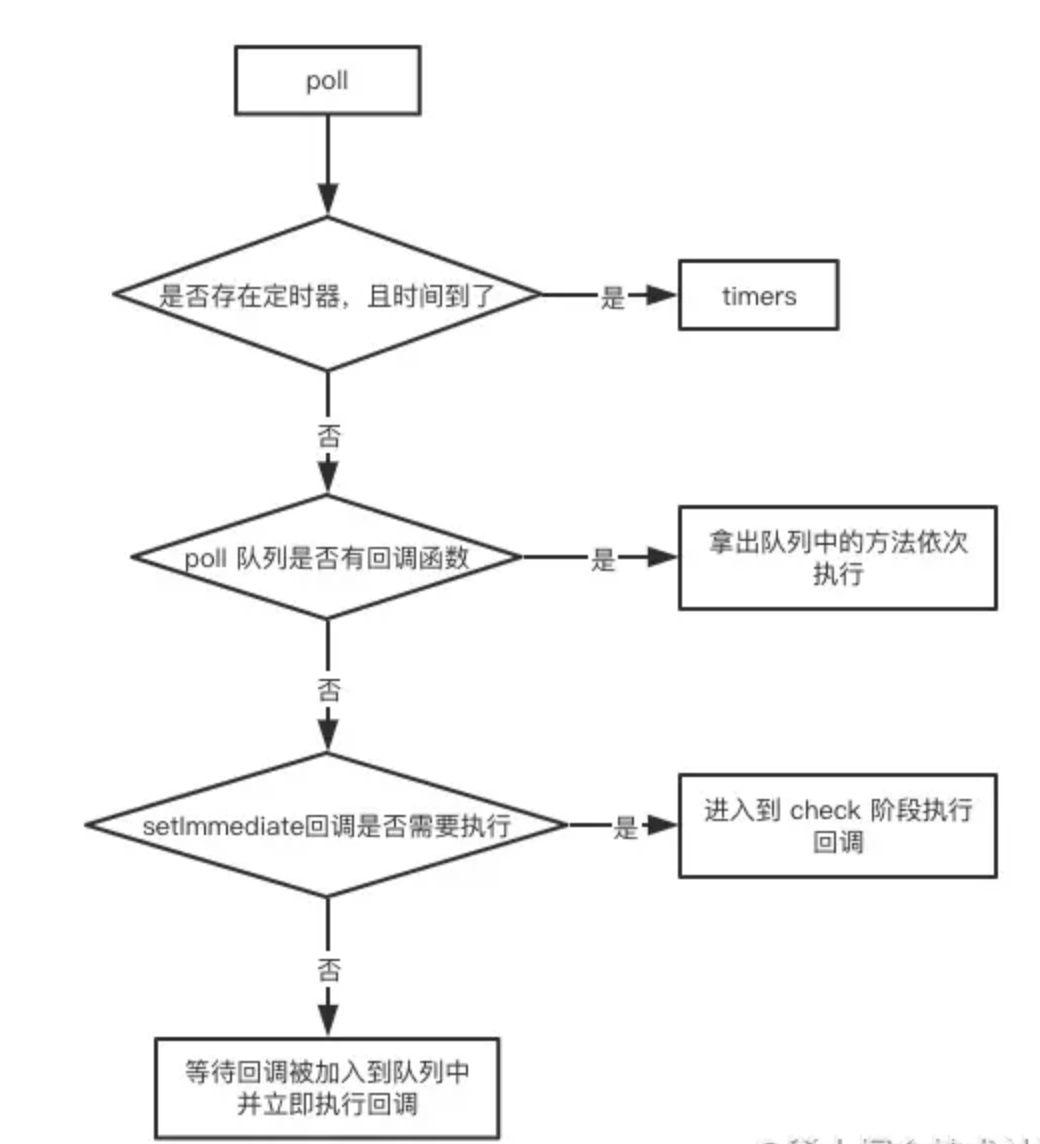 poll
是否存在定时器，且时间到了
是
timers
否
poll 队列是否有回调函数
是
拿出队列中的方法依次
执行
否
setImmediate回调是否需要执行
是
进入到 check 阶段执行
回调
否
等待回调被加入到队列中
并立即执行回调